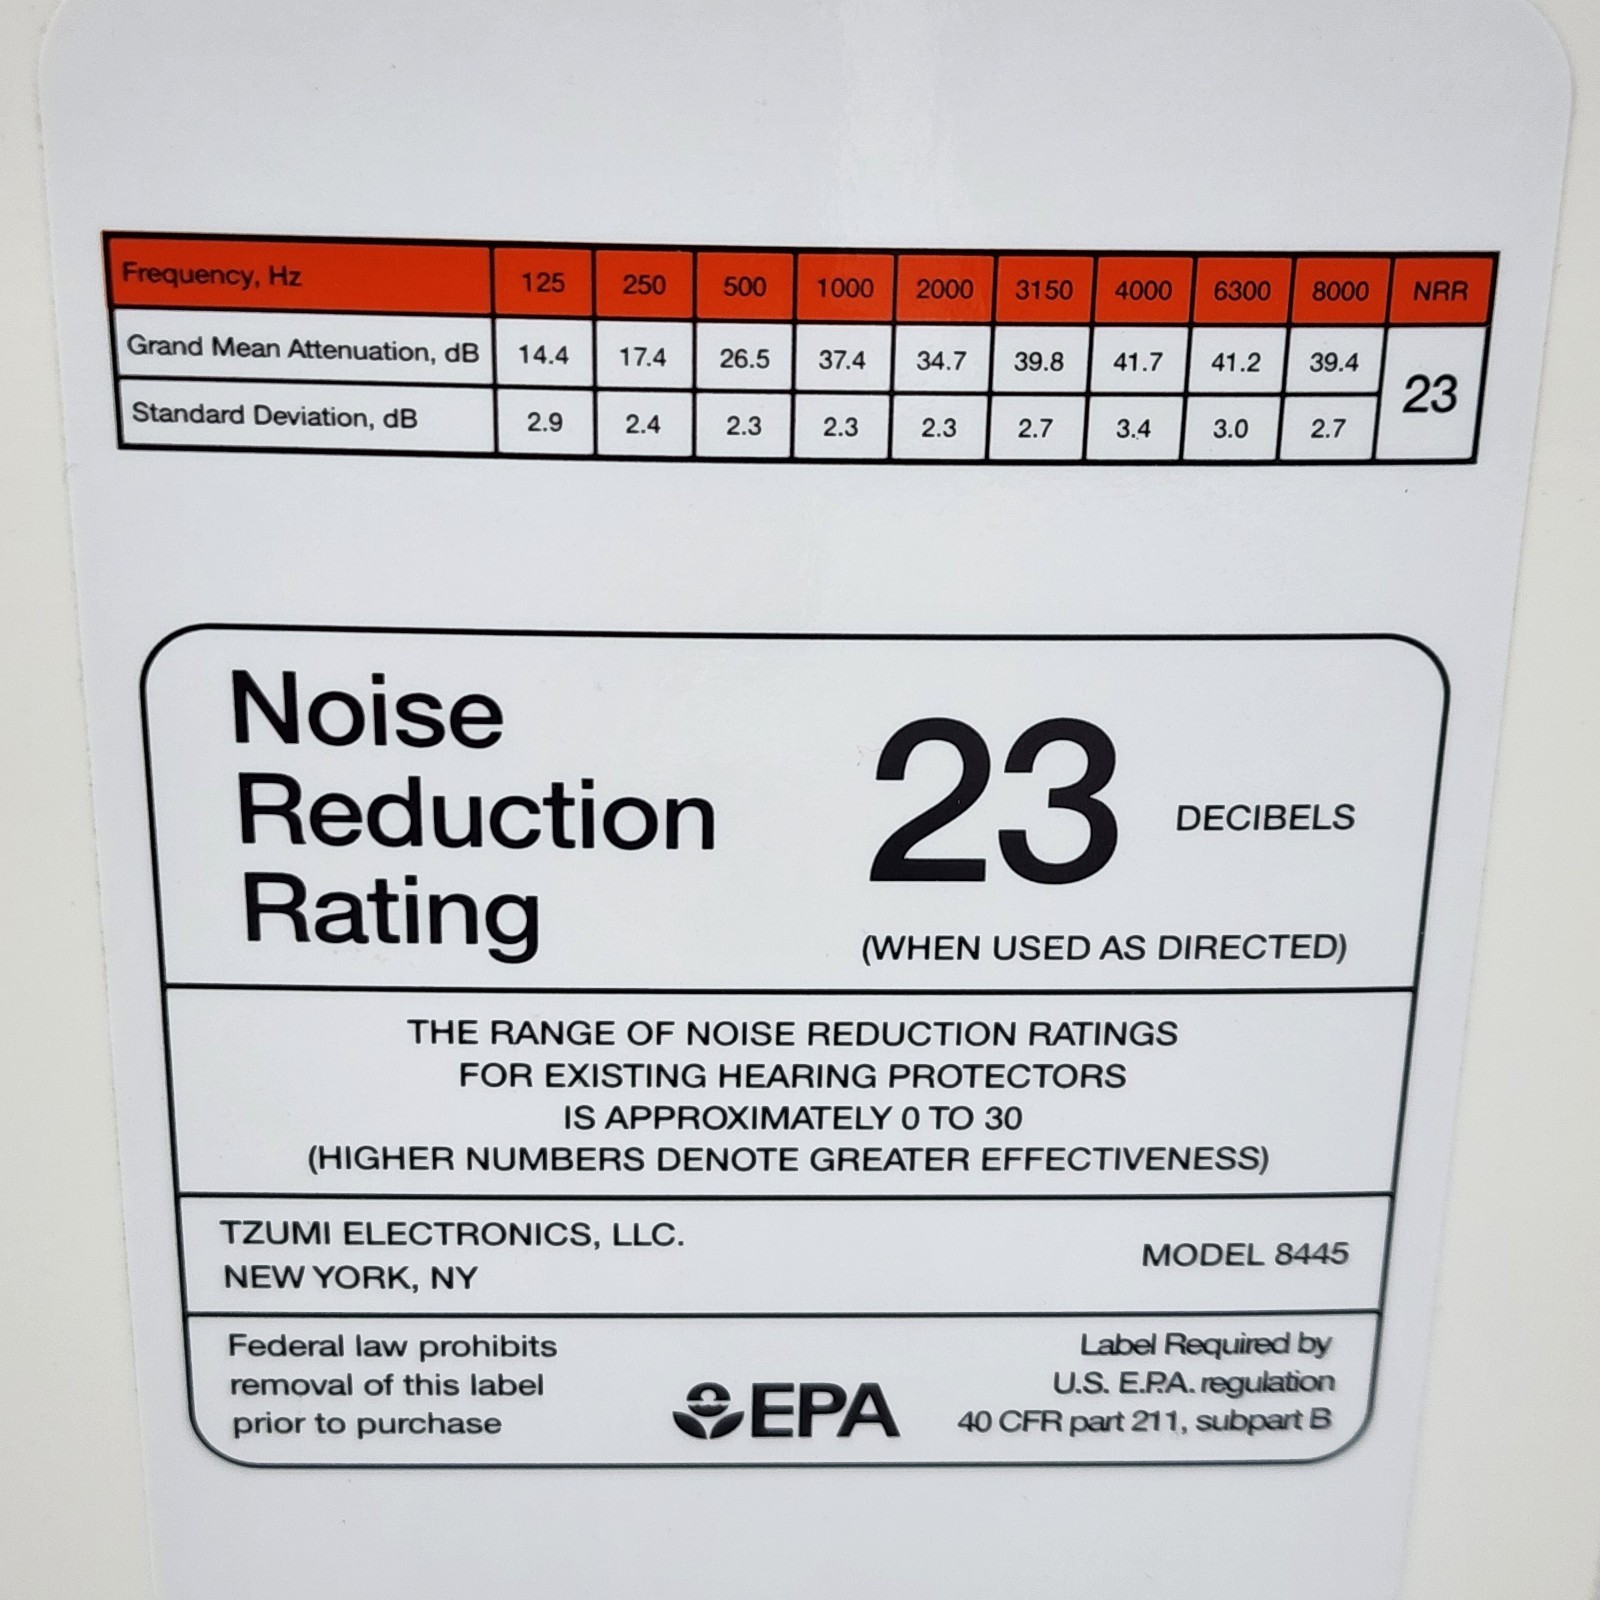 Frequency, Hz 125 250 500 1000 2000 3150 4000 6300 8000 NRR
Grand Mean Attenuation, dB 14.4 17.4 26.5 37.4 34.7 39.8 41.7 41.2 39.4 23
Standard Deviation, dB 2.9 2.4 2.3 2.3 2.3 2.7 3.4 3.0 2.7
Noise
Reduction
Rating
23 DECIBELS
(WHEN USED AS DIRECTED)
THE RANGE OF NOISE REDUCTION RATINGS
FOR EXISTING HEARING PROTECTORS
IS APPROXIMATELY 0 TO 30
(HIGHER NUMBERS DENOTE GREATER EFFECTIVENESS)
TZUMI ELECTRONICS, LLC.
NEW YORK, NY
MODEL 8445
Federal law prohibits
removal of this label
prior to purchase
EPA
Label Required by
U.S. E.P.A. regulation
40 CFR part 211, subpart B